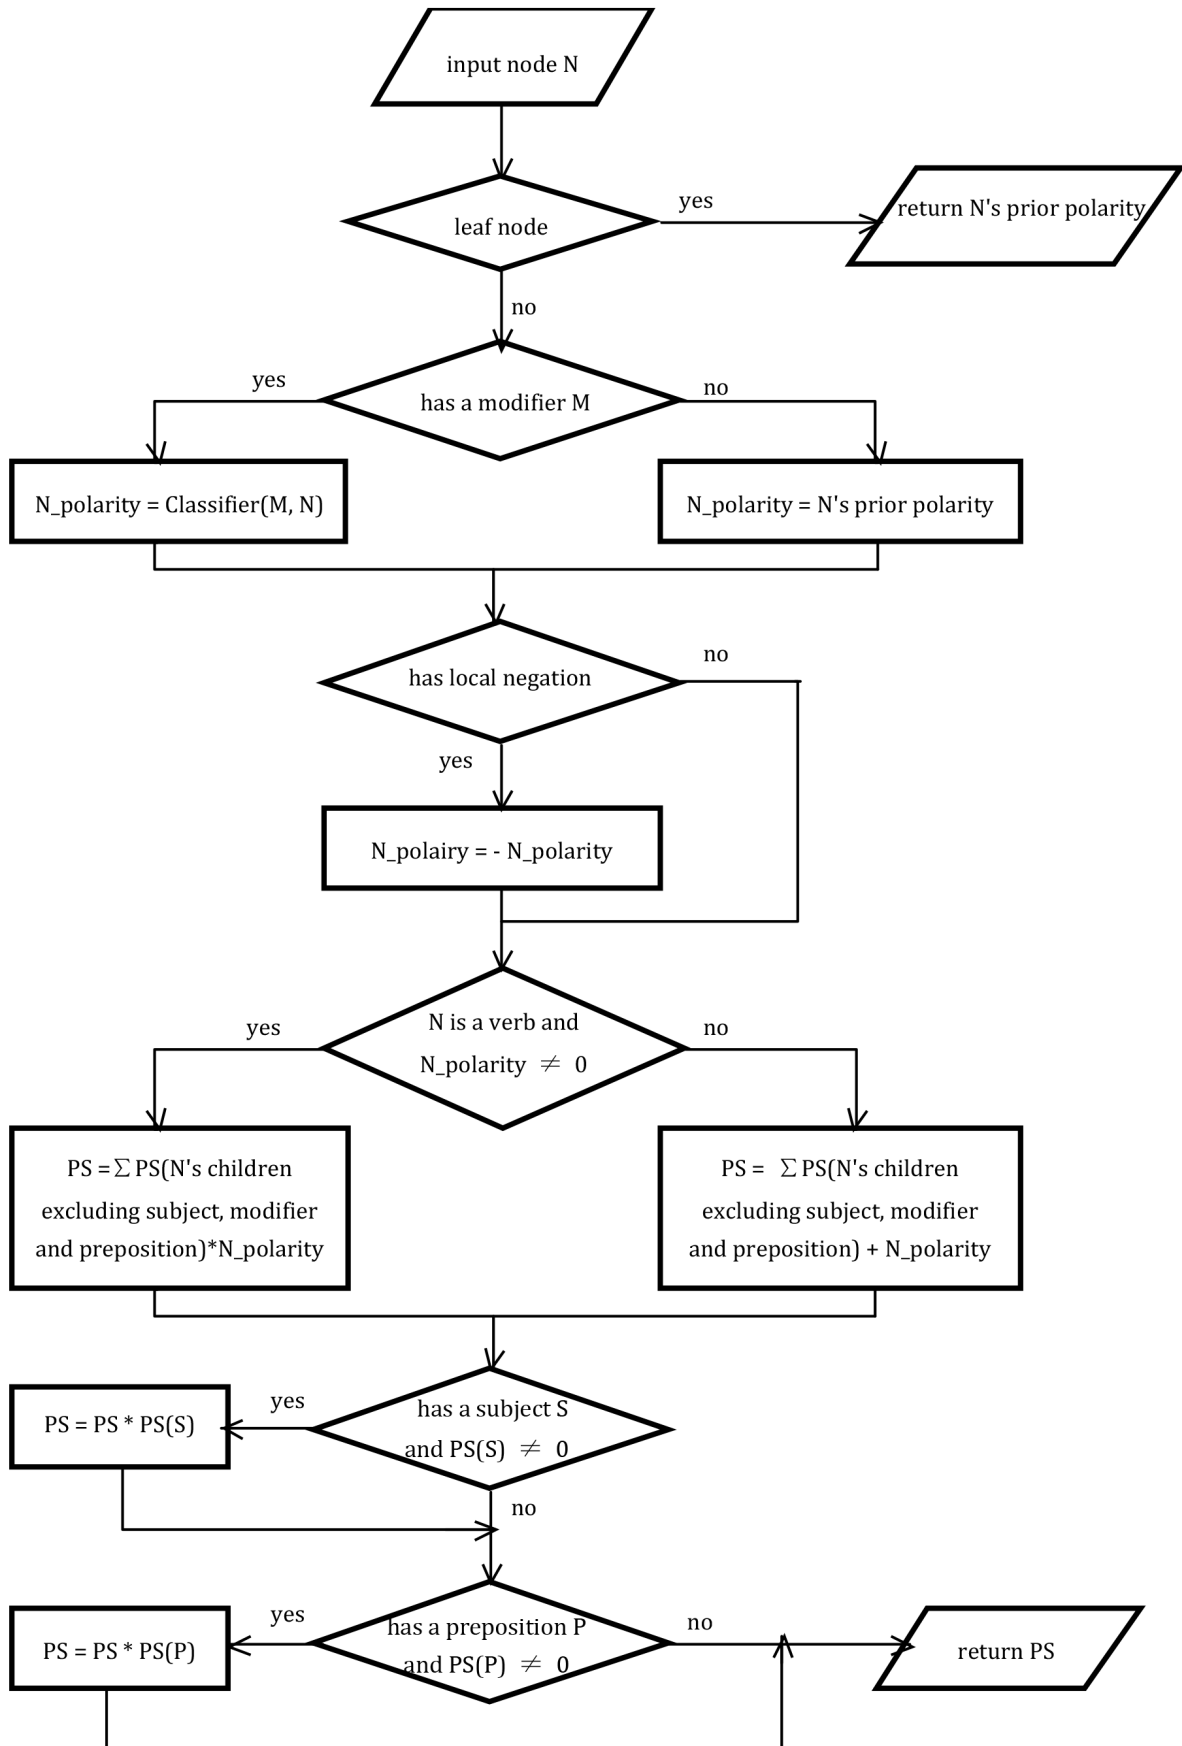 input node N
leaf node
yes
return N's prior polarity
no
yes
has a modifier M
no
N_polarity = Classifier(M, N)
N_polarity = N's prior polarity
has local negation
no
yes
N_polairy = - N_polarity
yes
N is a verb and
N_polarity ≠ 0
no
PS = ∑ PS(N's children
excluding subject, modifier
and preposition)*N_polarity
PS = ∑ PS(N's children
excluding subject, modifier
and preposition) + N_polarity
PS = PS * PS(S)
yes
has a subject S
and PS(S) ≠ 0
no
PS = PS * PS(P)
yes
has a preposition P
and PS(P) ≠ 0
no
return PS